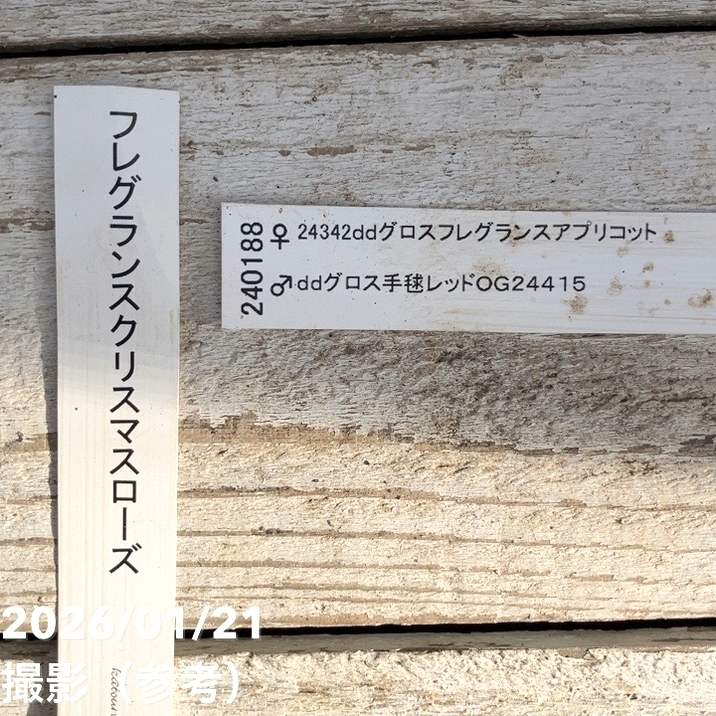 フレグランスクリスマスローズ
240188
♀ 24342ddグロスフレグランスアプリコット
♂ddグロス手毬レッドOG24415
2026/01/21
撮影（参考）